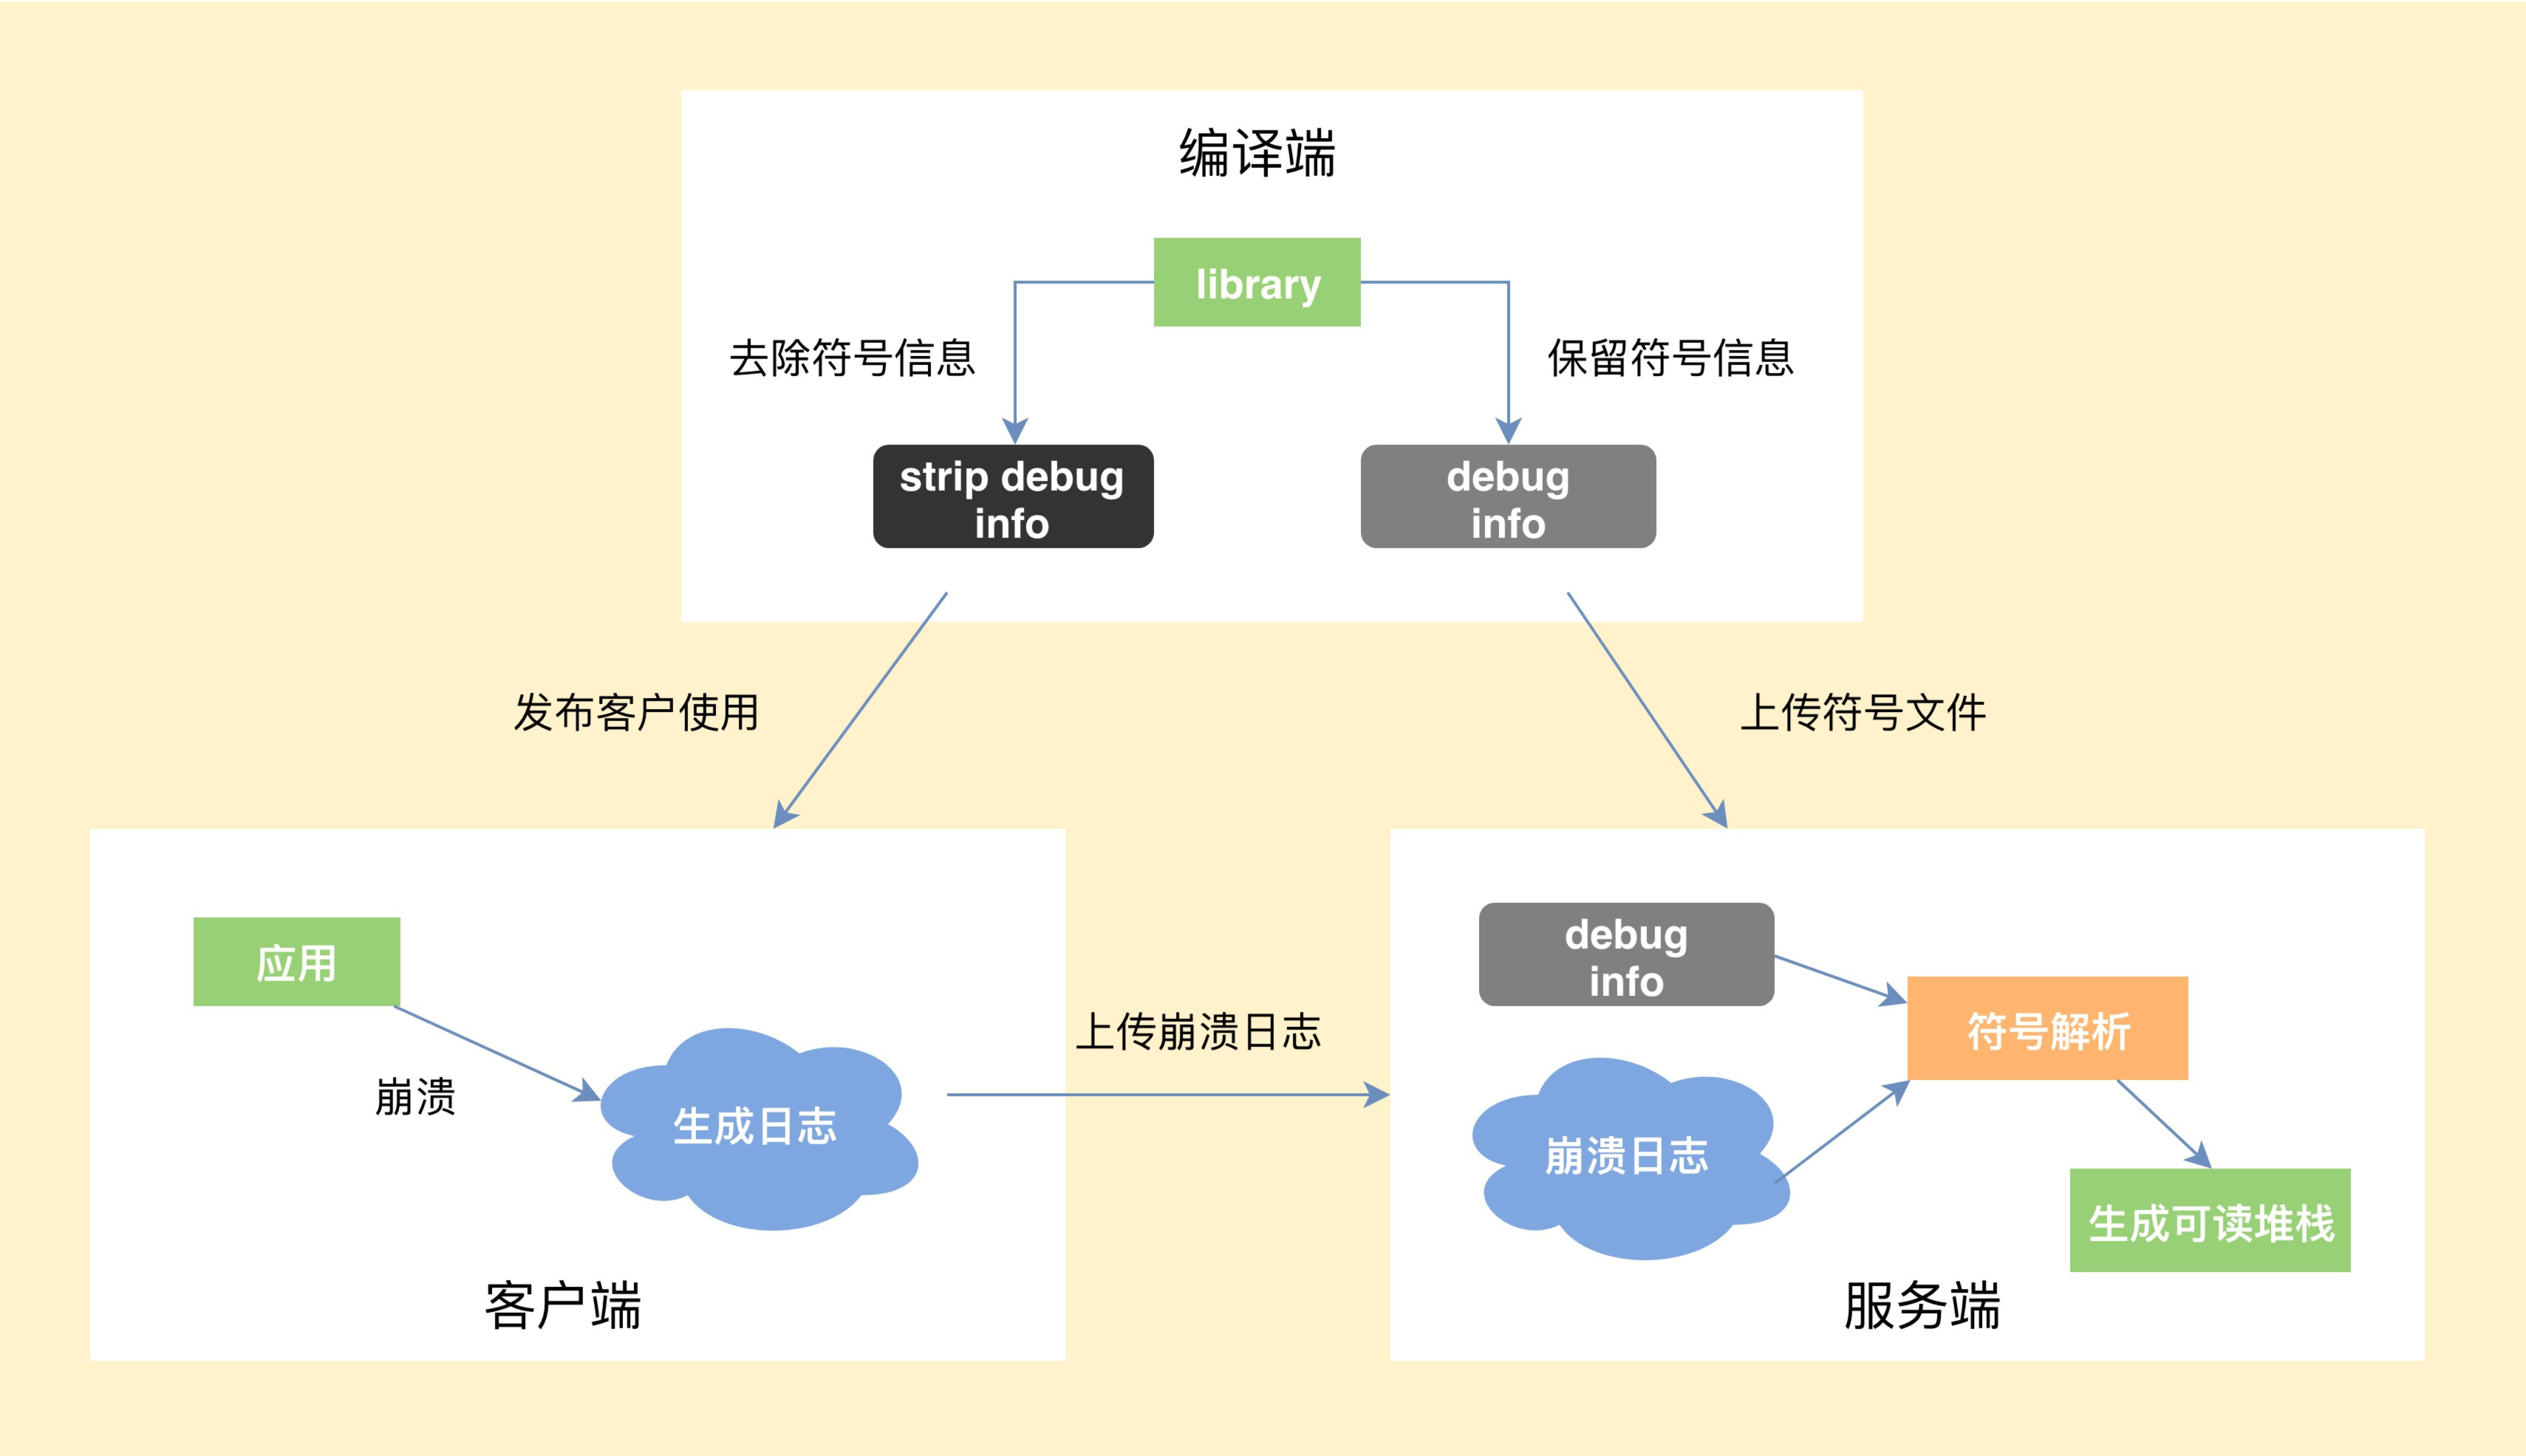 编译端
library
去除符号信息
保留符号信息
strip debug
info
debug
info
发布客户使用
上传符号文件
应用
崩溃
生成日志
客户端
上传崩溃日志
debug
info
符号解析
崩溃日志
生成可读堆栈
服务端